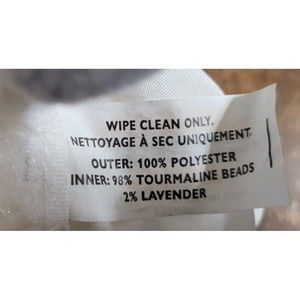 WIPE CLEAN ONLY.
NETTOYAGE À SEC UNIQUEMENT.
OUTER: 100% POLYESTER
INNER: 98% TOURMALINE BEADS
2% LAVENDER